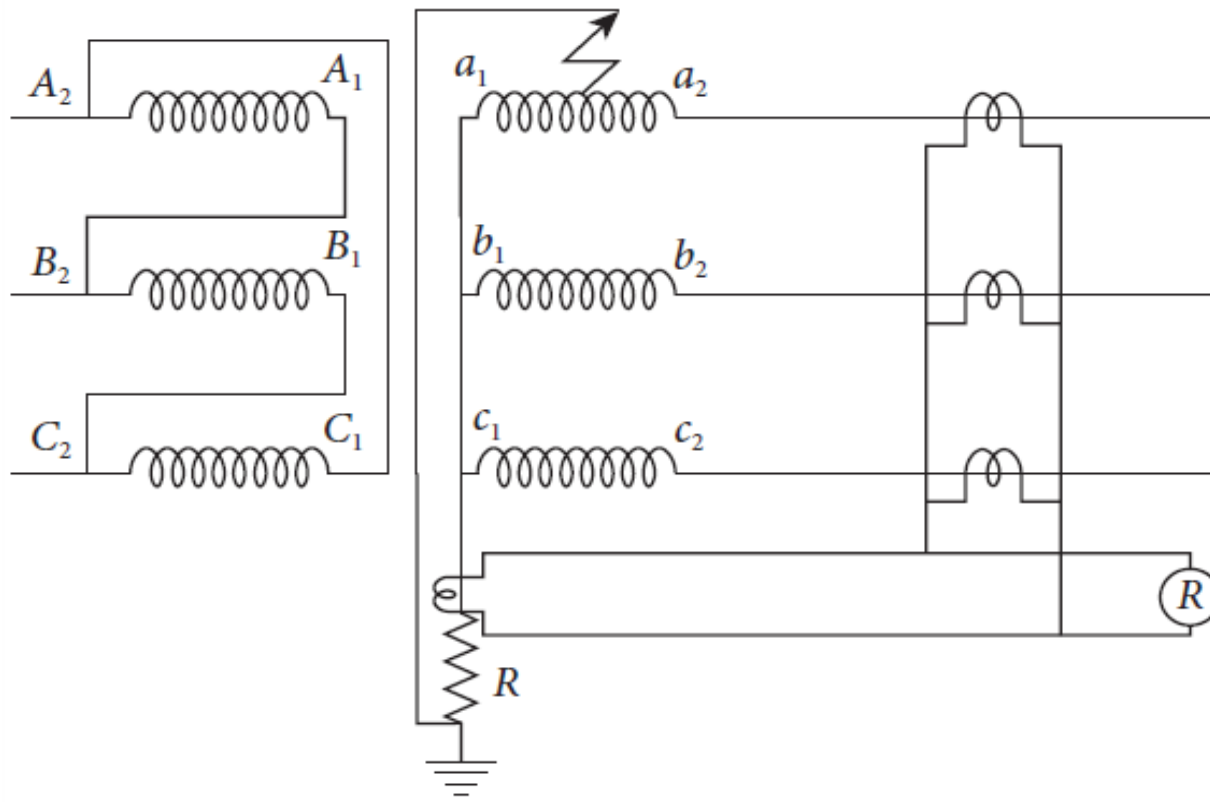 A₂ A₁ a₁ a₂
B₂ B₁ b₁ b₂
C₂ C₁ c₁ c₂
R
R